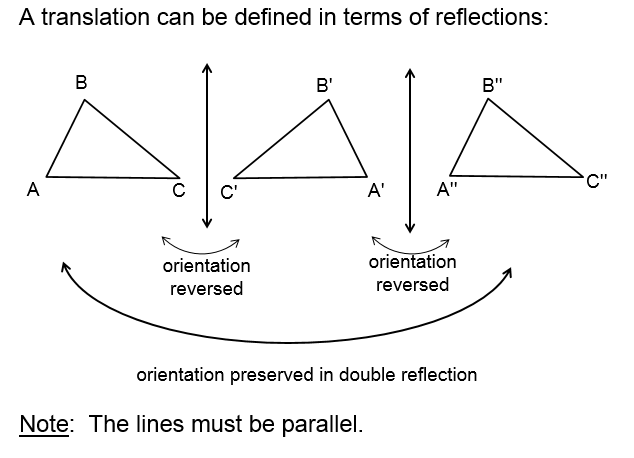 A translation can be defined in terms of reflections:
B
B'
B"
A
C
C'
A'
A"
C"
orientation
reversed
orientation
reversed
orientation preserved in double reflection
Note: The lines must be parallel.